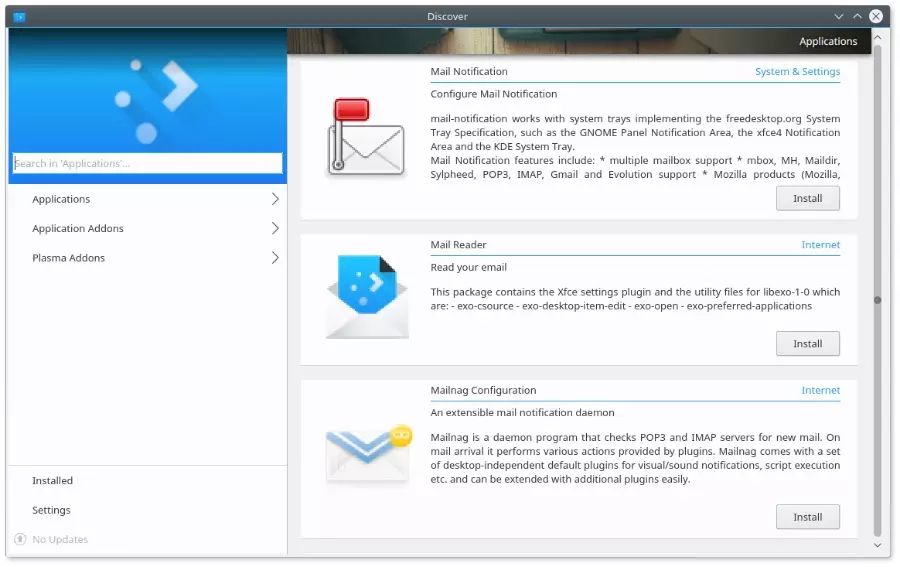 Discover
Search in 'Applications'...
Applications
Application Addons
Plasma Addons
Installed
Settings
No Updates
Applications
Mail Notification
System & Settings
Configure Mail Notification
mail-notification works with system trays implementing the freedesktop.org System
Tray Specification, such as the GNOME Panel Notification Area, the xfce4 Notification
Area and the KDE System Tray.
Mail Notification features include: * multiple mailbox support * mbox, MH, Maildir,
Sylpheed, POP3, IMAP, Gmail and Evolution support * Mozilla products (Mozilla,
Install
Mail Reader
Internet
Read your email
This package contains the Xfce settings plugin and the utility files for libexo-1-0 which
are: - exo-csource - exo-desktop-item-edit - exo-open - exo-preferred-applications
Install
Mailnag Configuration
Internet
An extensible mail notification daemon
Mailnag is a daemon program that checks POP3 and IMAP servers for new mail. On
mail arrival it performs various actions provided by plugins. Mailnag comes with a set
of desktop-independent default plugins for visual/sound notifications, script execution
etc. and can be extended with additional plugins easily.
Install